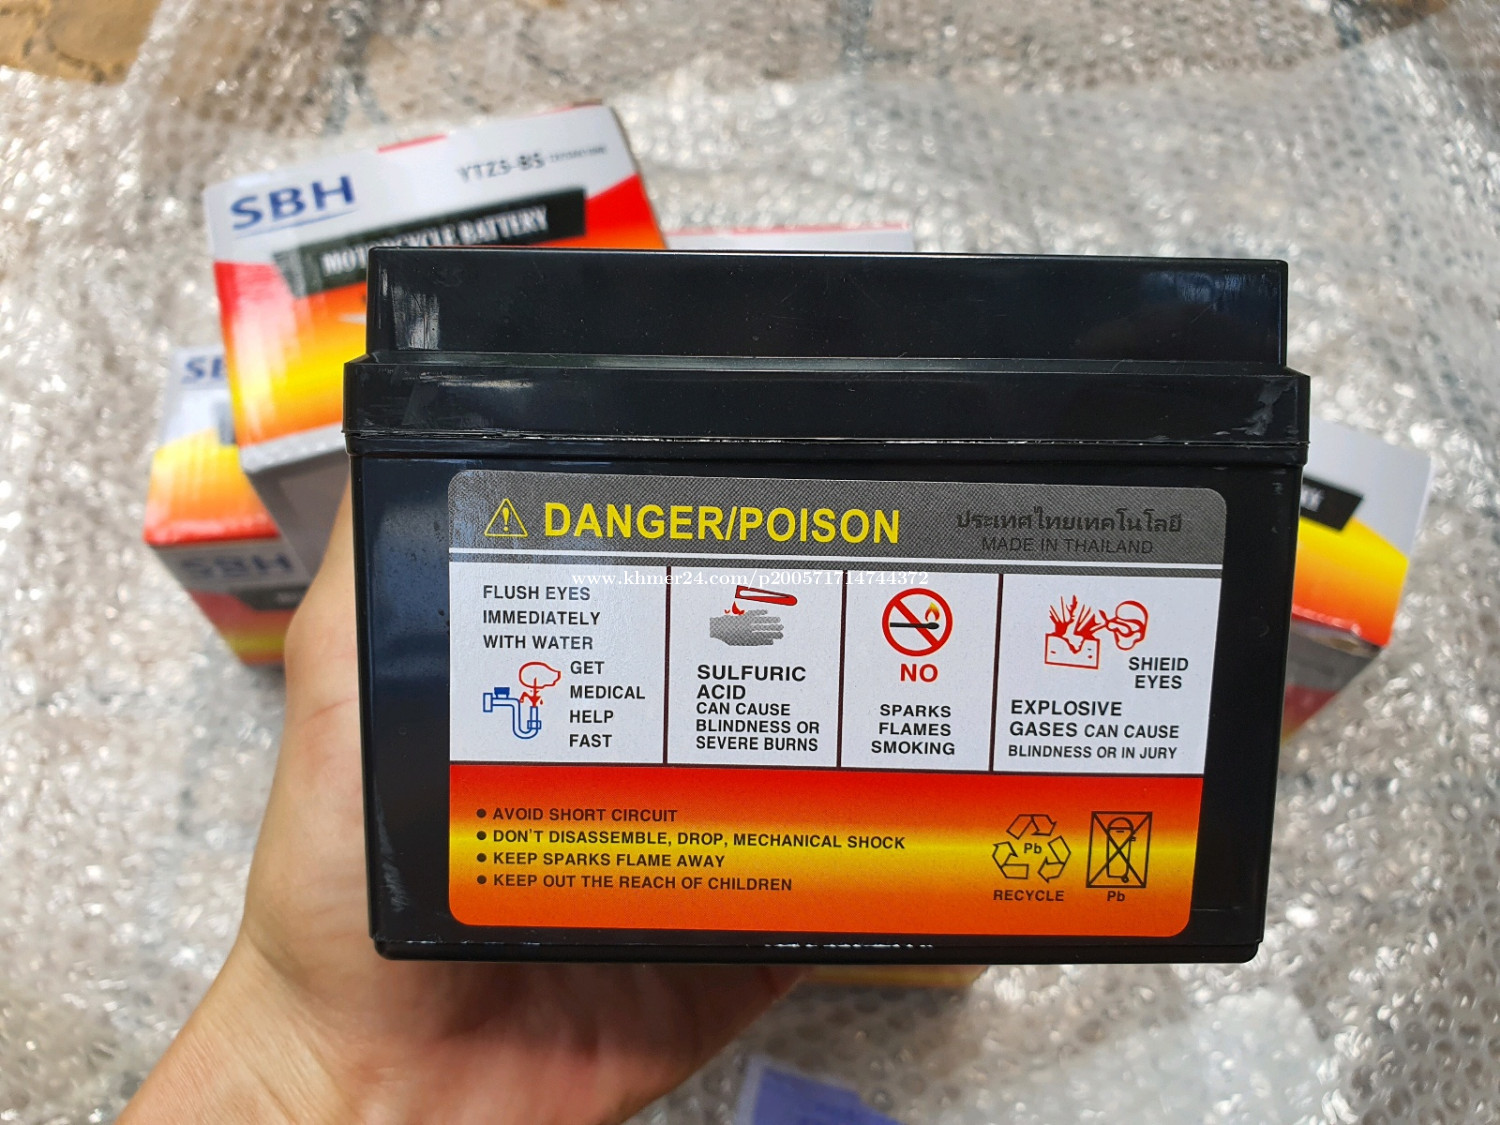 SBH
YTZ5-BS
MOTORCYCLE BATTERY
SBH
DANGER/POISON
ประเทศไทยเทคโนโลยี
MADE IN THAILAND
www.khmer24.com/p200571714744372
FLUSH EYES
IMMEDIATELY
WITH WATER
GET
MEDICAL
HELP
FAST
SULFURIC
ACID
CAN CAUSE
BLINDNESS OR
SEVERE BURNS
NO
SPARKS
FLAMES
SMOKING
SHIEID
EYES
EXPLOSIVE
GASES CAN CAUSE
BLINDNESS OR IN JURY
● AVOID SHORT CIRCUIT
● DON'T DISASSEMBLE, DROP, MECHANICAL SHOCK
● KEEP SPARKS FLAME AWAY
● KEEP OUT THE REACH OF CHILDREN
Pb
RECYCLE
Pb